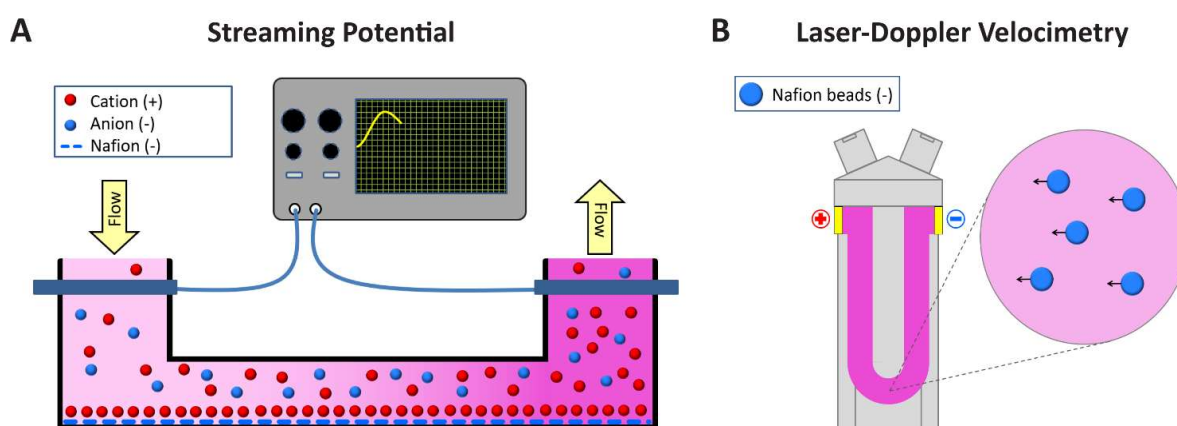 A
Streaming Potential
Cation (+)
Anion (-)
Nafion (-)
Flow
Flow
B
Laser-Doppler Velocimetry
Nafion beads (-)
+
−